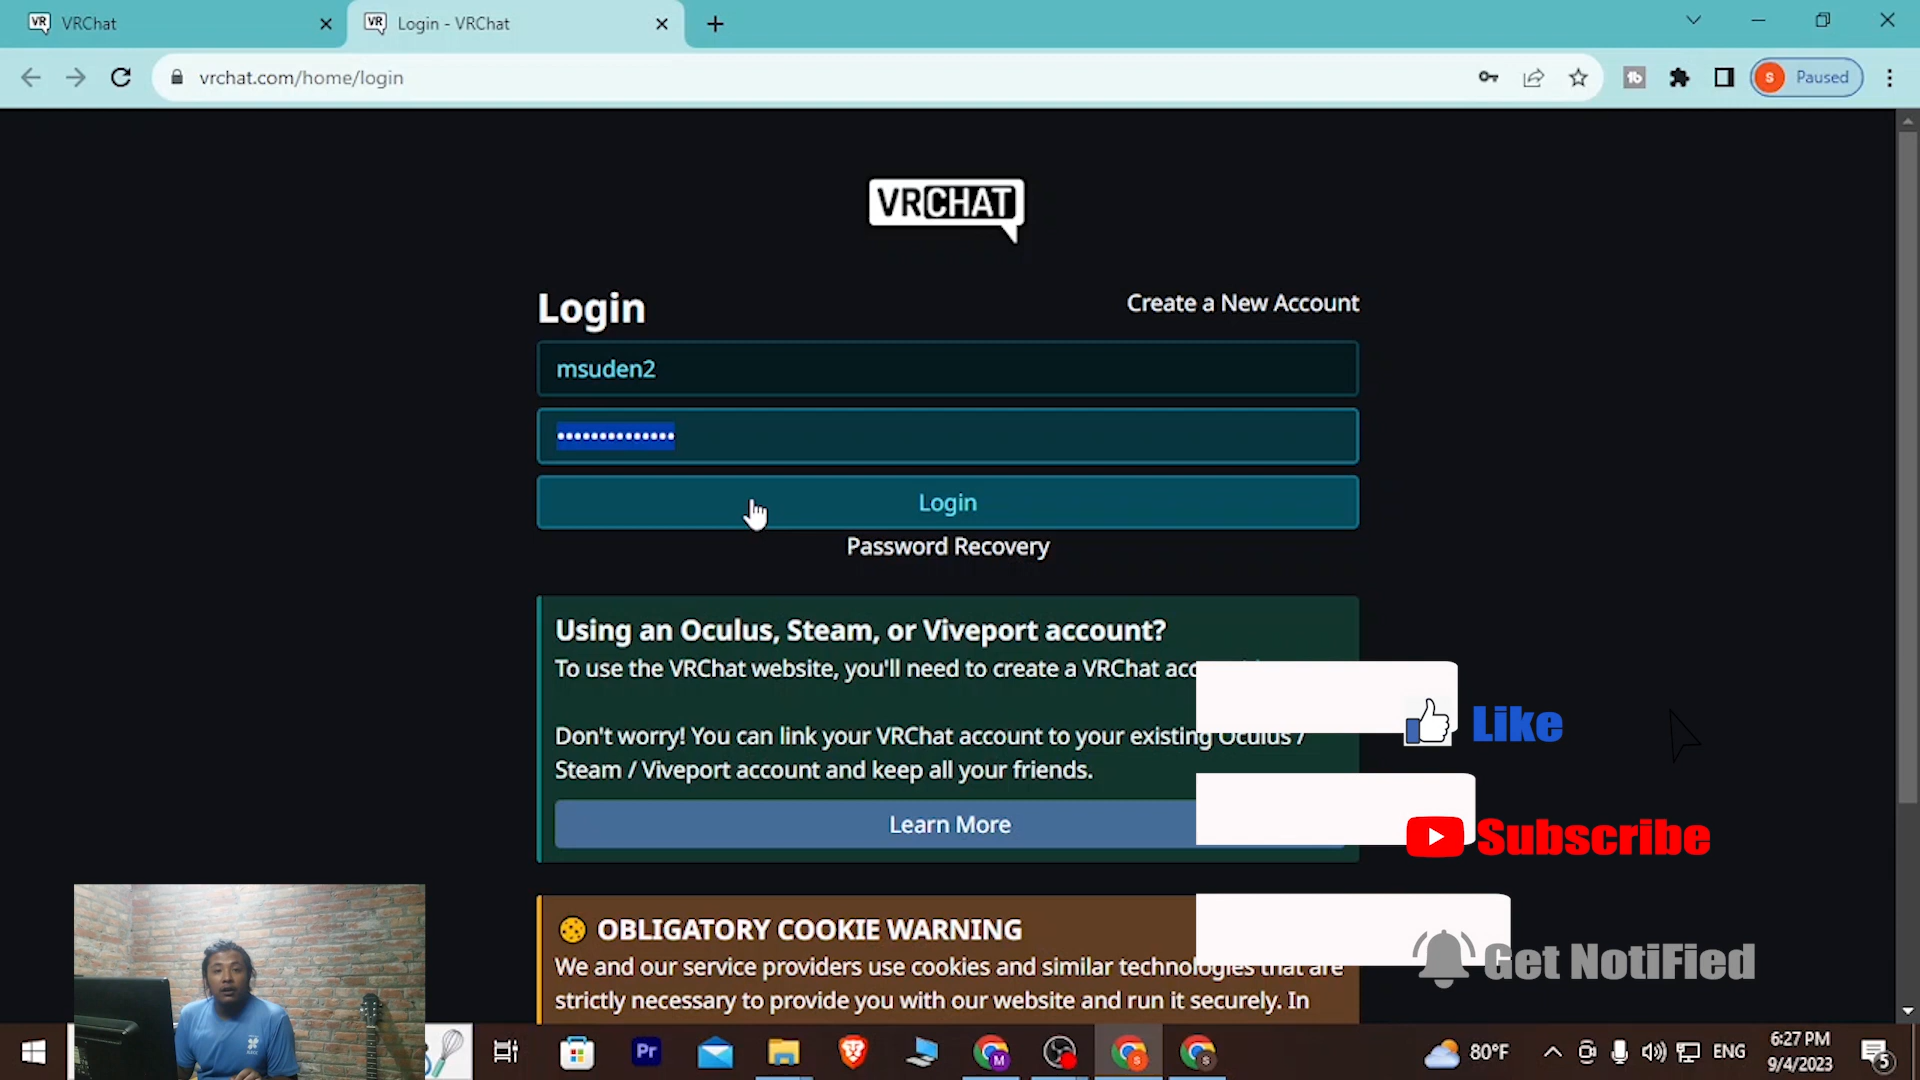 VRChat
Login - VRChat
vrchat.com/home/login
Paused
VRCHAT
Login
Create a New Account
msuden2
••••••••••••••
Login
Password Recovery
Using an Oculus, Steam, or Viveport account?
To use the VRChat website, you'll need to create a VRChat
Don't worry! You can link your VRChat account to your existing Oculus /
Steam / Viveport account and keep all your friends.
Learn More
Like
Subscribe
Get NotiFied
OBLIGATORY COOKIE WARNING
We and our service providers use cookies and similar technologies that are
strictly necessary to provide you with our website and run it securely. In
80°F
ENG
6:27 PM
9/4/2023
5